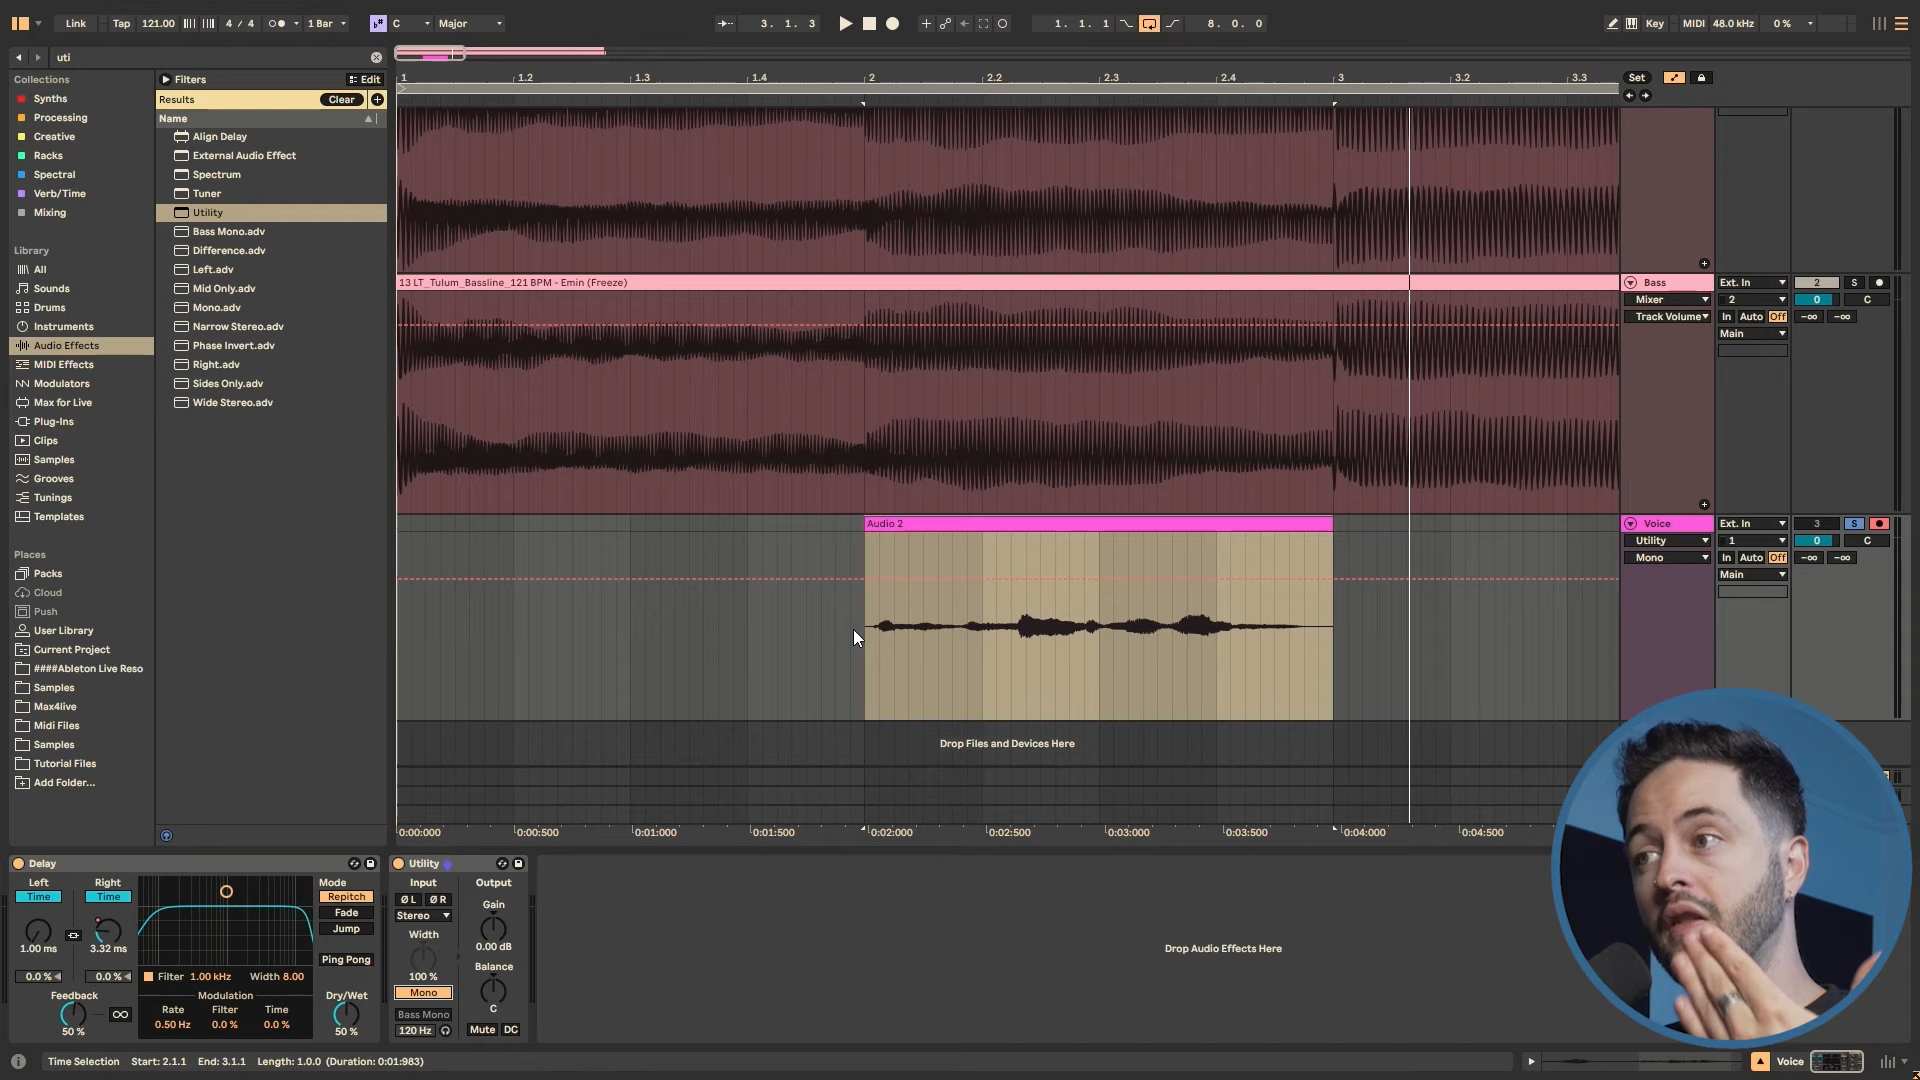 Link Tap 121.00 4 / 4 1 Bar C Major 3. 1. 3 1. 1. 1 8. 0. 0 Key MIDI 48.0 kHz 0 %
uti
Collections
Synths
Processing
Creative
Racks
Spectral
Verb/Time
Mixing
Library
All
Sounds
Drums
Instruments
Audio Effects
MIDI Effects
Modulators
Max for Live
Plug-Ins
Clips
Samples
Grooves
Tunings
Templates
Places
Packs
Cloud
Push
User Library
Current Project
####Ableton Live Reso
Samples
Max4live
Midi Files
Samples
Tutorial Files
Add Folder...
Filters Edit
Results Clear
Name
Align Delay
External Audio Effect
Spectrum
Tuner
Utility
Bass Mono.adv
Difference.adv
Left.adv
Mid Only.adv
Mono.adv
Narrow Stereo.adv
Phase Invert.adv
Right.adv
Sides Only.adv
Wide Stereo.adv
1 1.2 1.3 1.4 2 2.2 2.3 2.4 3 3.2 3.3 Set
13 LT_Tulum_Bassline_121 BPM - Emin (Freeze)
Bass Ext. In 2 S
Mixer 2 0 C
Track Volume In Auto Off -∞ -∞
Main
Audio 2
Voice Ext. In 3 S
Utility 1 0 C
Mono In Auto Off -∞ -∞
Main
Drop Files and Devices Here
0:00:000 0:00:500 0:01:000 0:01:500 0:02:000 0:02:500 0:03:000 0:03:500 0:04:000 0:04:500
Delay
Left Right Mode
Time Time Repitch
Fade
Jump
1.00 ms 3.32 ms
Ping Pong
0.0 % 0.0 % Filter 1.00 kHz Width 8.00
Feedback Modulation Dry/Wet
Rate Filter Time
50 % 0.50 Hz 0.0 % 0.0 % 50 %
Utility
Input Output
Ø L Ø R Gain
Stereo
Width 0.00 dB
Balance
100 %
Mono
Bass Mono C
120 Hz Mute DC
Drop Audio Effects Here
Time Selection Start: 2.1.1 End: 3.1.1 Length: 1.0.0 (Duration: 0:01:983) Voice